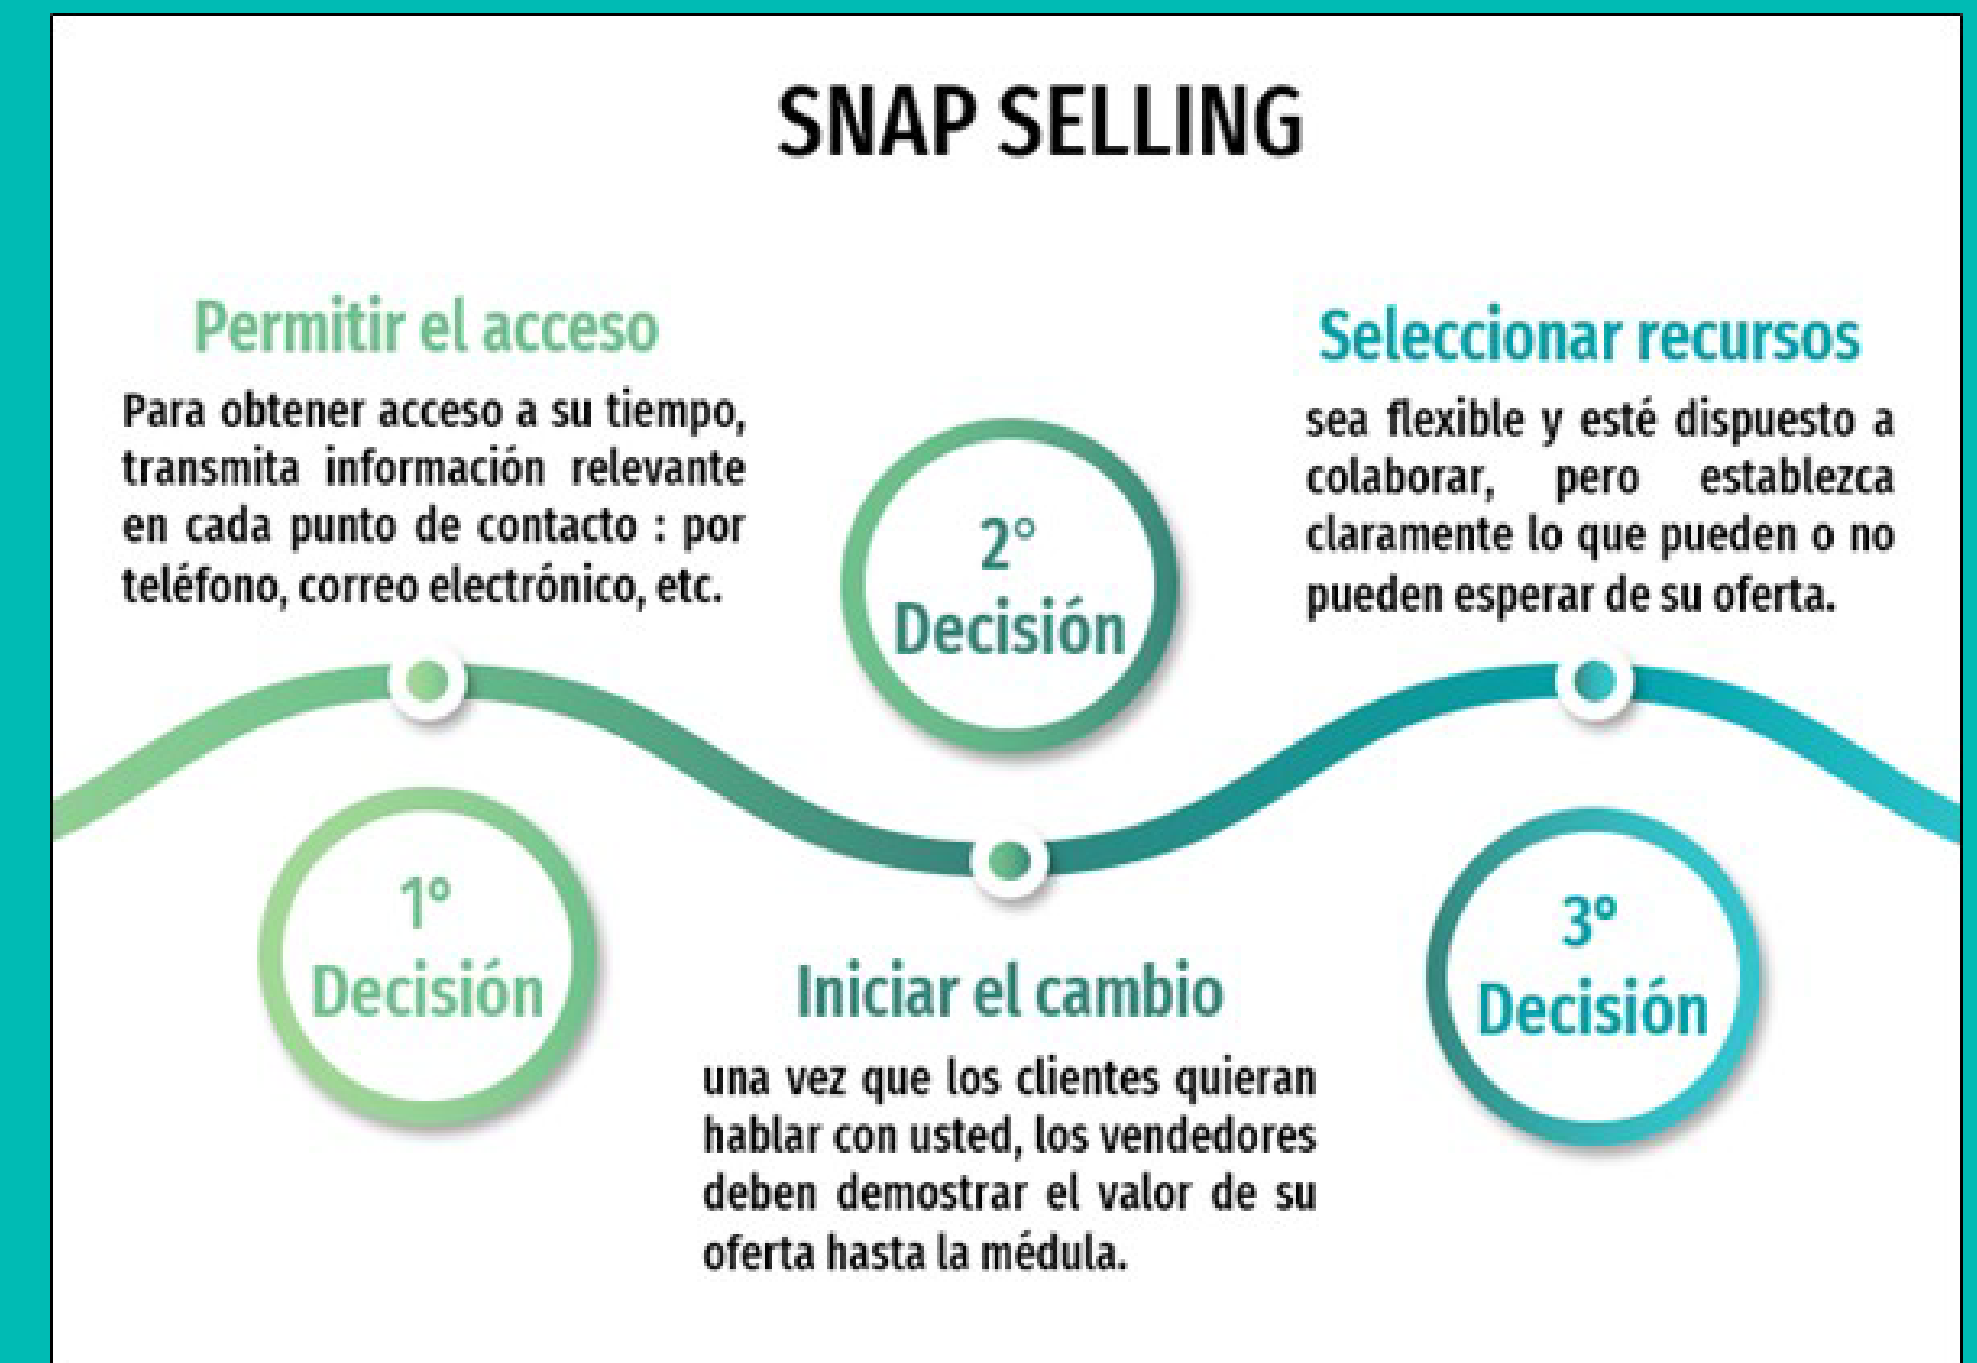 SNAP SELLING
Permitir el acceso
Para obtener acceso a su tiempo,
transmita información relevante
en cada punto de contacto : por
teléfono, correo electrónico, etc.
1º
Decisión
2°
Decisión
Iniciar el cambio
una vez que los clientes quieran
hablar con usted, los vendedores
deben demostrar el valor de su
oferta hasta la médula.
Seleccionar recursos
sea flexible y esté dispuesto a
colaborar, pero establezca
claramente lo que pueden o no
pueden esperar de su oferta.
3º
Decisión